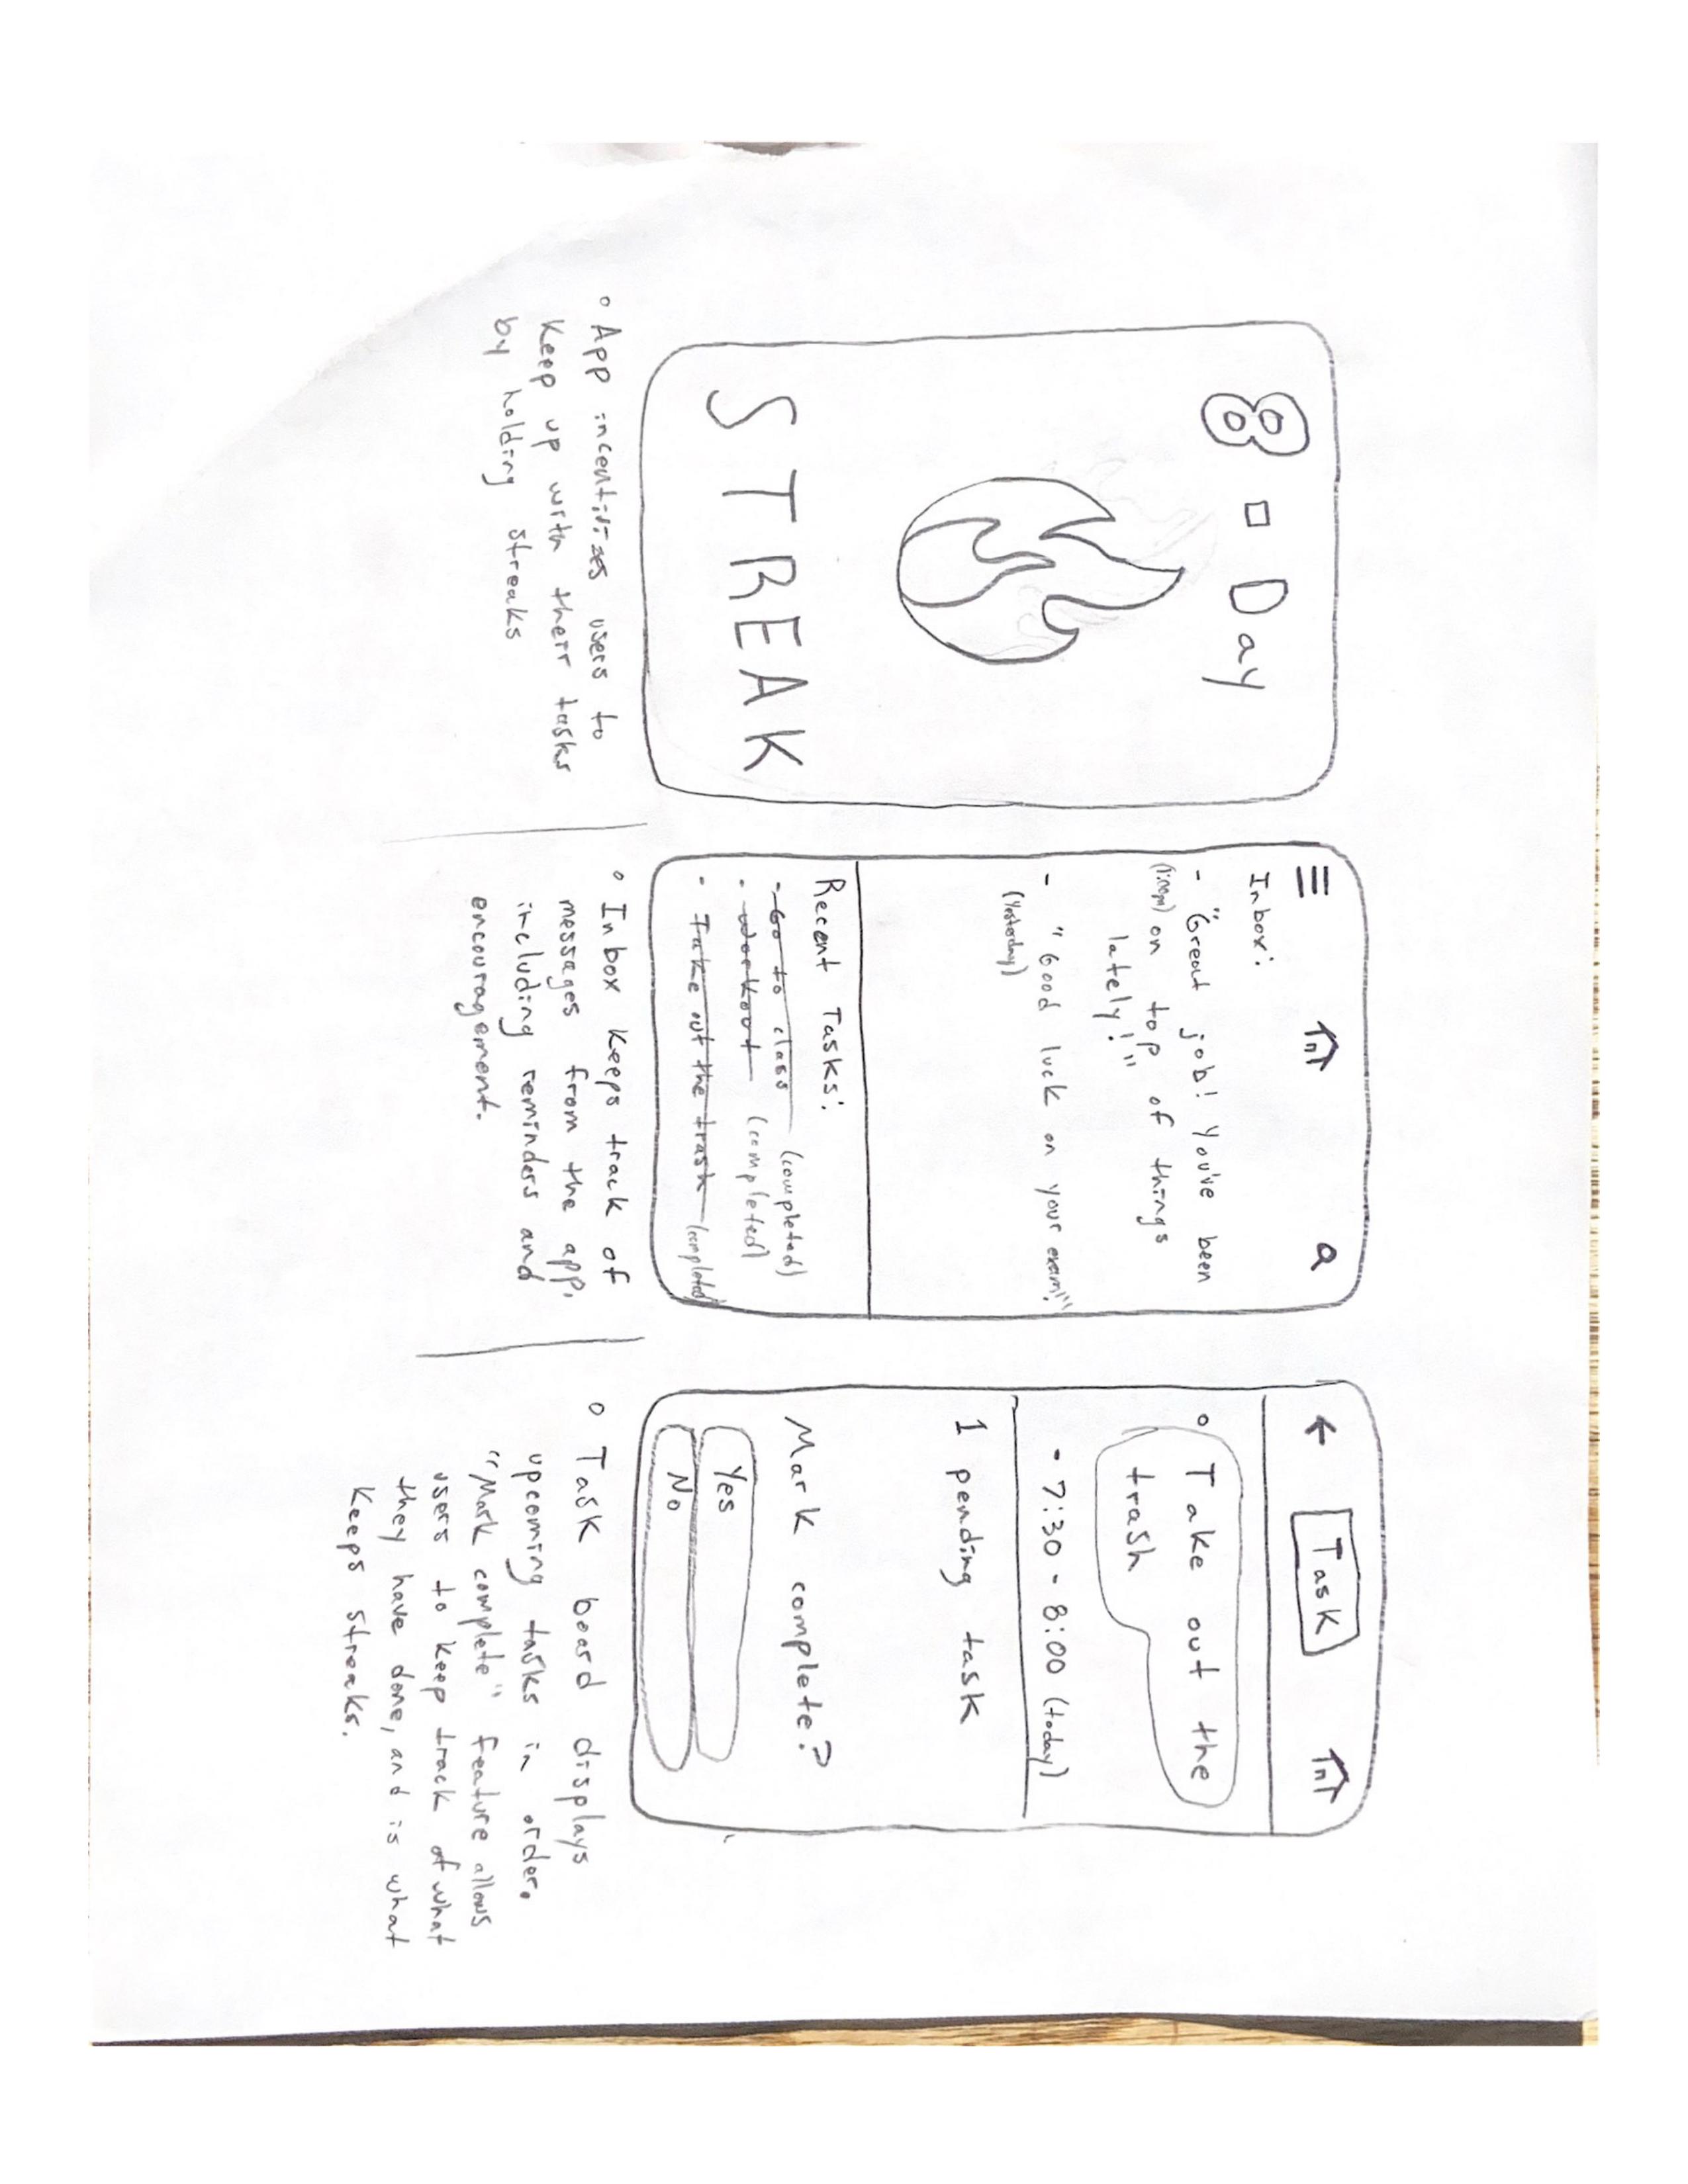 8 - Day
STREAK
° App incentivizes users to
keep up with their tasks
by holding streaks
Inbox:
- "Great job! You've been
on top of things
lately!"
- "Good luck on your exam!"
(Yesterday)
Recent Tasks:
- Go to class (completed)
- Workout (completed)
- Take out the trash (completed)
° Inbox keeps track of
messages from the app,
including reminders and
encouragement.
Task
° Take out the
trash
- 7:30 - 8:00 (today)
1 pending task
Mark complete?
Yes
No
° Task board displays
upcoming tasks in order.
"Mark complete" feature allows
users to keep track of what
they have done, and is what
keeps streaks.